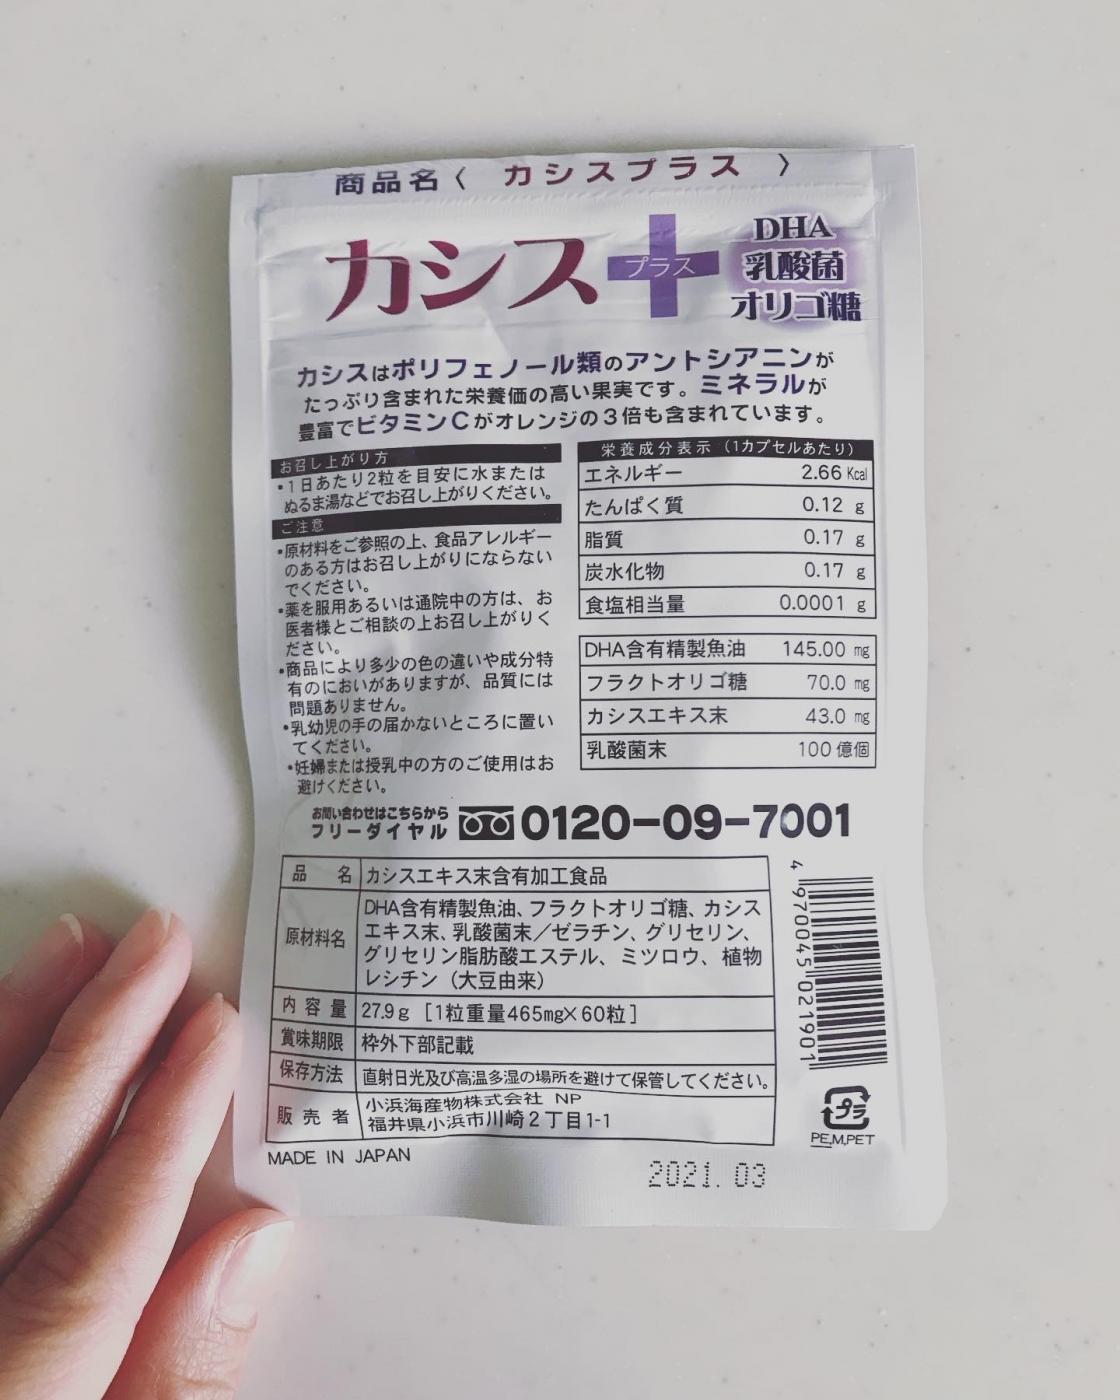 商品名〈 カシスプラス 〉
カシス
プラス
DHA
乳酸菌
オリゴ糖
カシスはポリフェノール類のアントシアニンが
たっぷり含まれた栄養価の高い果実です。ミネラルが
豊富でビタミンCがオレンジの3倍も含まれています。
お召し上がり方
・1日あたり2粒を目安に水または
ぬるま湯などでお召し上がりください。
ご注意
・原材料をご参照の上、食品アレルギー
のある方はお召し上がりにならない
でください。
・薬を服用あるいは通院中の方は、お
医者様とご相談の上お召し上がりく
ださい。
・商品により多少の色の違いや成分特
有のにおいがありますが、品質には
問題ありません。
・乳幼児の手の届かないところに置い
てください。
・妊婦または授乳中の方のご使用はお
避けください。
栄養成分表示（1カプセルあたり）
エネルギー 2.66 Kcal
たんぱく質 0.12 g
脂質 0.17 g
炭水化物 0.17 g
食塩相当量 0.0001 g
DHA含有精製魚油 145.00 mg
フラクトオリゴ糖 70.0 mg
カシスエキス末 43.0 mg
乳酸菌末 100 億個
お問い合わせはこちらから
フリーダイヤル 0120-09-7001
品名 カシスエキス末含有加工食品
原材料名 DHA含有精製魚油、フラクトオリゴ糖、カシス
エキス末、乳酸菌末／ゼラチン、グリセリン、
グリセリン脂肪酸エステル、ミツロウ、植物
レシチン（大豆由来）
内容量 27.9g［1粒重量465mg×60粒］
賞味期限 枠外下部記載
保存方法 直射日光及び高温多湿の場所を避けて保管してください。
販売者 小浜海産物株式会社 NP
福井県小浜市川崎2丁目1-1
4 970045 021901
プラ
PE,M,PET
MADE IN JAPAN
2021. 03